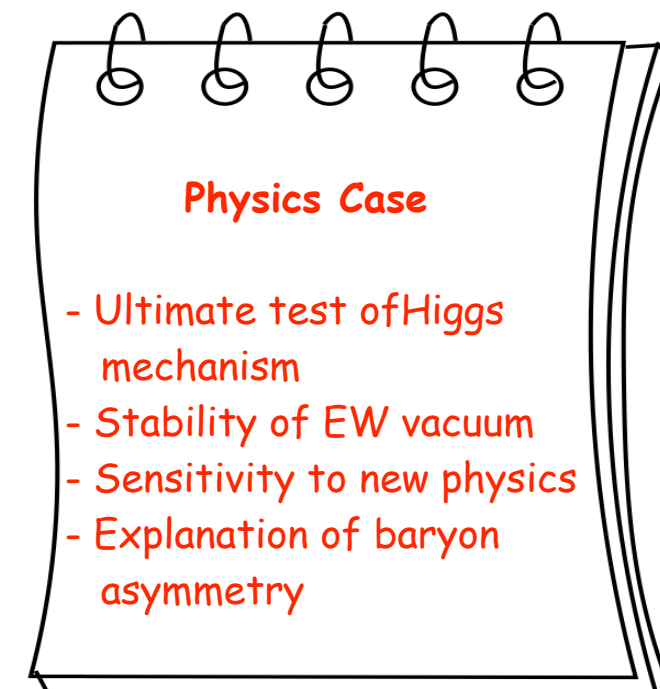 Physics Case
- Ultimate test ofHiggs
mechanism
- Stability of EW vacuum
- Sensitivity to new physics
- Explanation of baryon
asymmetry